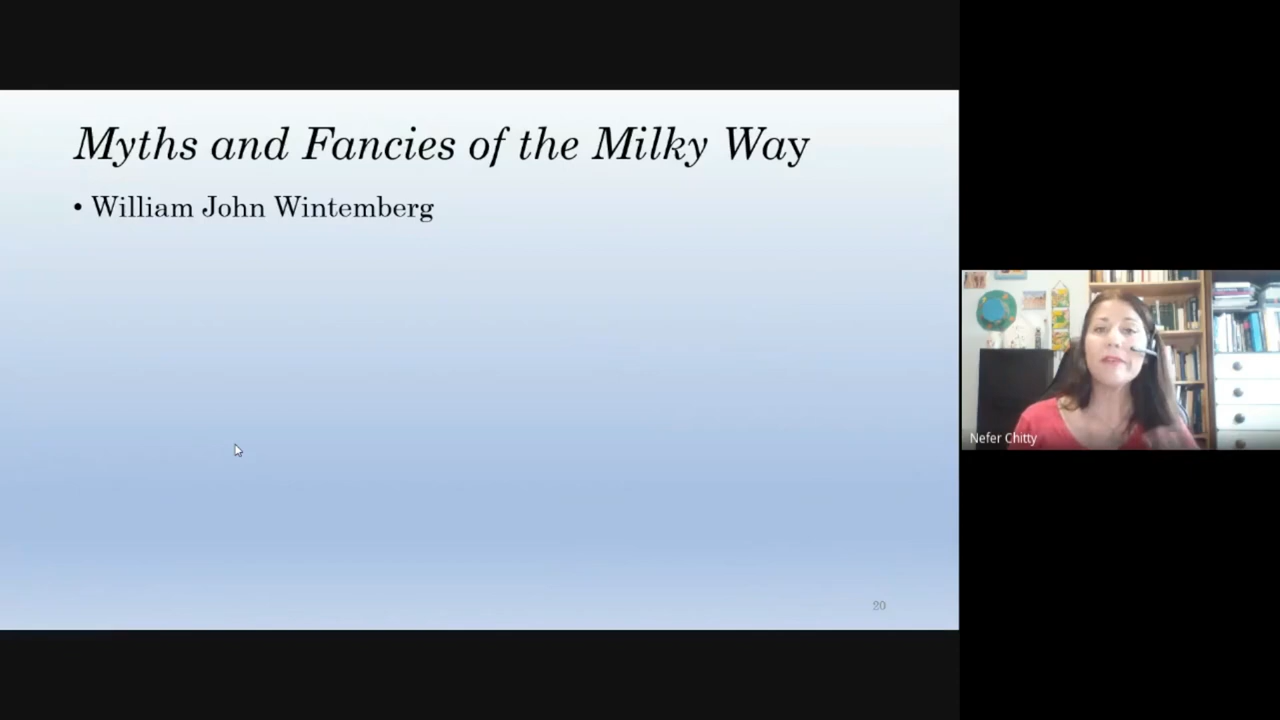 Myths and Fancies of the Milky Way
• William John Wintemberg
20
Nefer Chitty